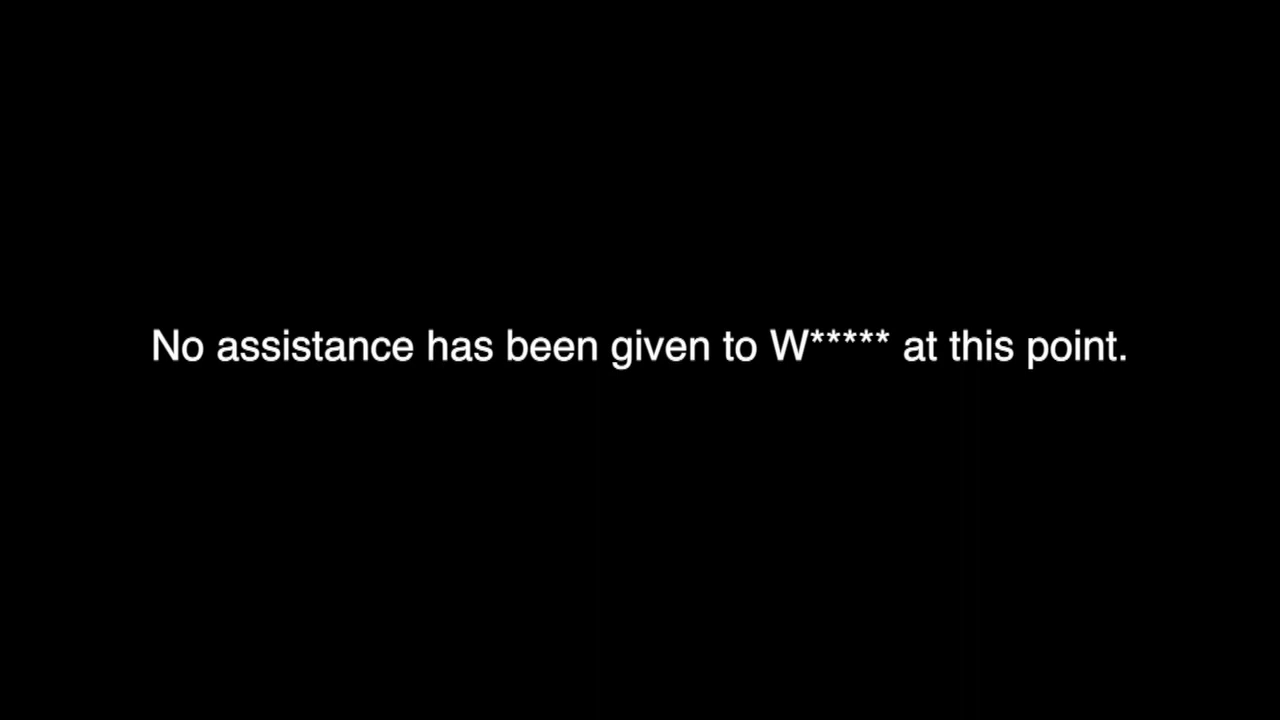 No assistance has been given to W***** at this point.